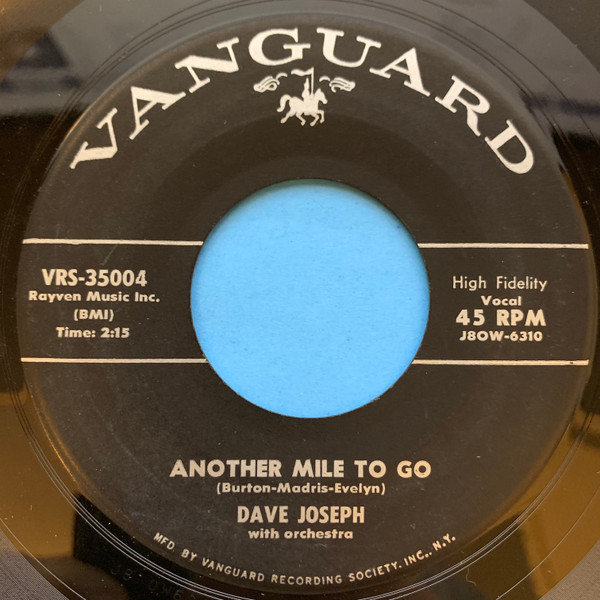 VANGUARD
VRS-35004
Rayven Music Inc.
(BMI)
Time: 2:15
High Fidelity
Vocal
45 RPM
J8OW-6310
ANOTHER MILE TO GO
(Burton-Madris-Evelyn)
DAVE JOSEPH
with orchestra
MFD. BY VANGUARD RECORDING SOCIETY, INC., N.Y.